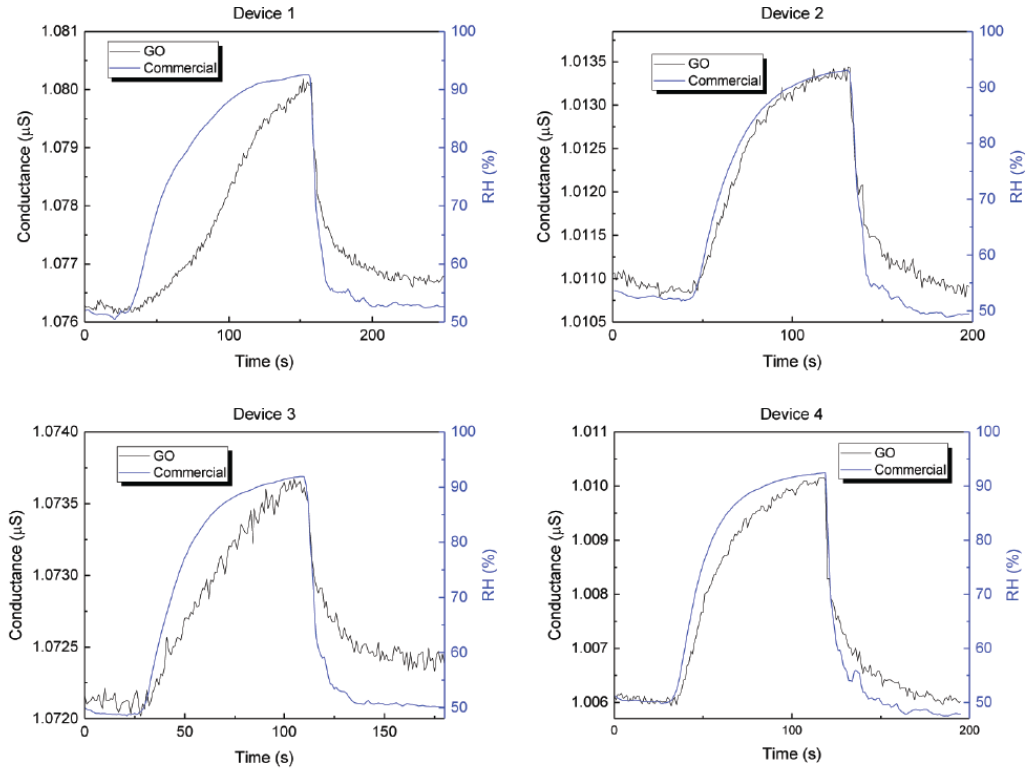 Device 1
1.081
1.080
1.079
1.078
1.077
1.076
Conductance (µS)
GO
Commercial
100
90
80
70
60
50
RH (%)
0
100
200
Time (s)
Device 2
1.0135
1.0130
1.0125
1.0120
1.0115
1.0110
1.0105
Conductance (µS)
GO
Commercial
100
90
80
70
60
50
RH (%)
0
100
200
Time (s)
Device 3
1.0740
1.0735
1.0730
1.0725
1.0720
Conductance (µS)
GO
Commercial
100
90
80
70
60
50
RH (%)
0
50
100
150
Time (s)
Device 4
1.011
1.010
1.009
1.008
1.007
1.006
Conductance (µS)
GO
Commercial
100
90
80
70
60
50
RH (%)
0
100
200
Time (s)